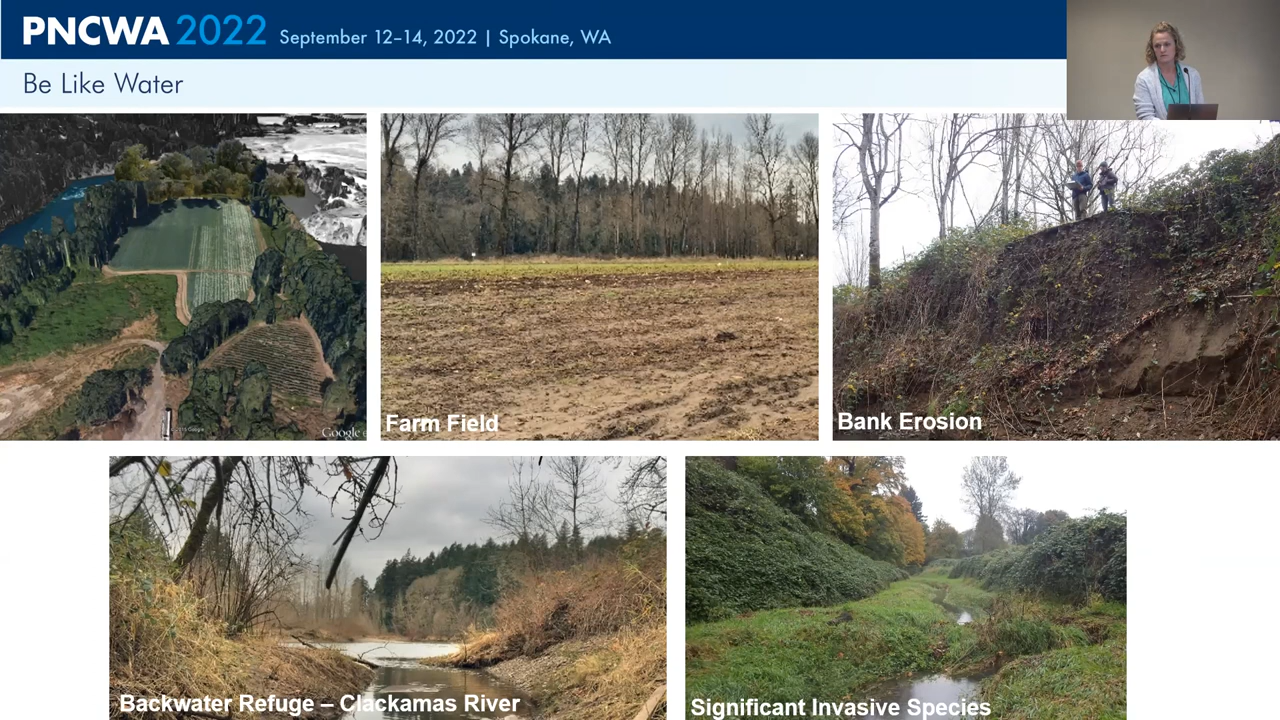 PNCWA 2022 September 12–14, 2022 | Spokane, WA
Be Like Water
Google
Farm Field
Bank Erosion
Backwater Refuge – Clackamas River
Significant Invasive Species